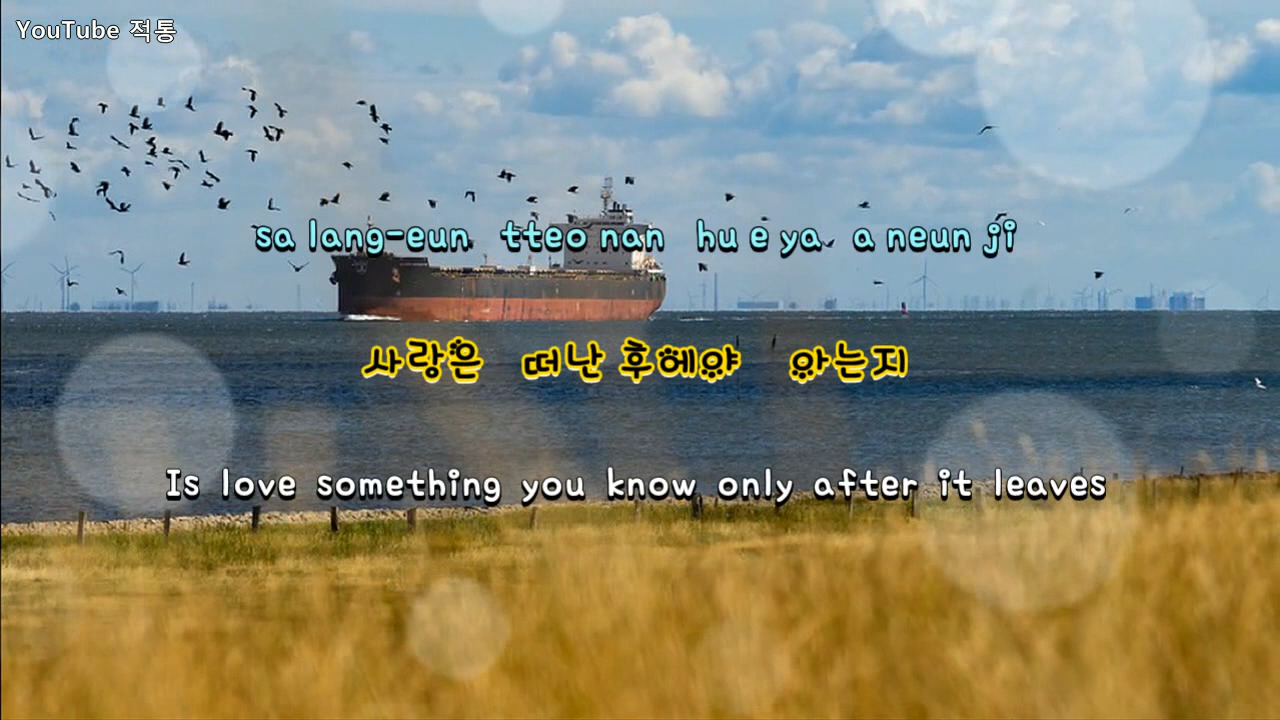 YouTube 적통
sa lang-eun tteo nan hu e ya a neun ji
사랑은 떠난 후헤야 아는지
Is love something you know only after it leaves